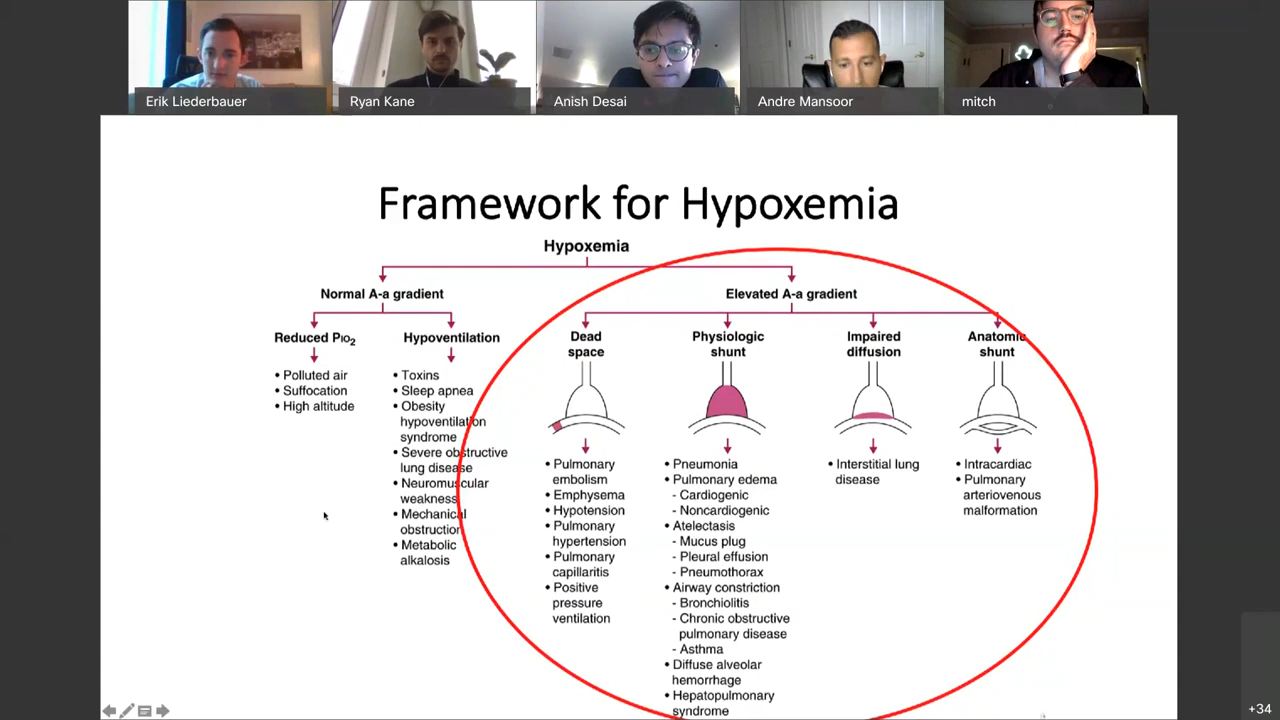 Erik Liederbauer
Ryan Kane
Anish Desai
Andre Mansoor
mitch
Framework for Hypoxemia
Hypoxemia
Normal A-a gradient
Elevated A-a gradient
Reduced PIO2
• Polluted air
• Suffocation
• High altitude
Hypoventilation
• Toxins
• Sleep apnea
• Obesity
hypoventilation
syndrome
• Severe obstructive
lung disease
• Neuromuscular
weakness
• Mechanical
obstruction
• Metabolic
alkalosis
Dead
space
• Pulmonary
embolism
• Emphysema
• Hypotension
• Pulmonary
hypertension
• Pulmonary
capillaritis
• Positive
pressure
ventilation
Physiologic
shunt
• Pneumonia
• Pulmonary edema
- Cardiogenic
- Noncardiogenic
• Atelectasis
- Mucus plug
- Pleural effusion
- Pneumothorax
• Airway constriction
- Bronchiolitis
- Chronic obstructive
pulmonary disease
- Asthma
• Diffuse alveolar
hemorrhage
• Hepatopulmonary
syndrome
Impaired
diffusion
• Interstitial lung
disease
Anatomic
shunt
• Intracardiac
• Pulmonary
arteriovenous
malformation
+34